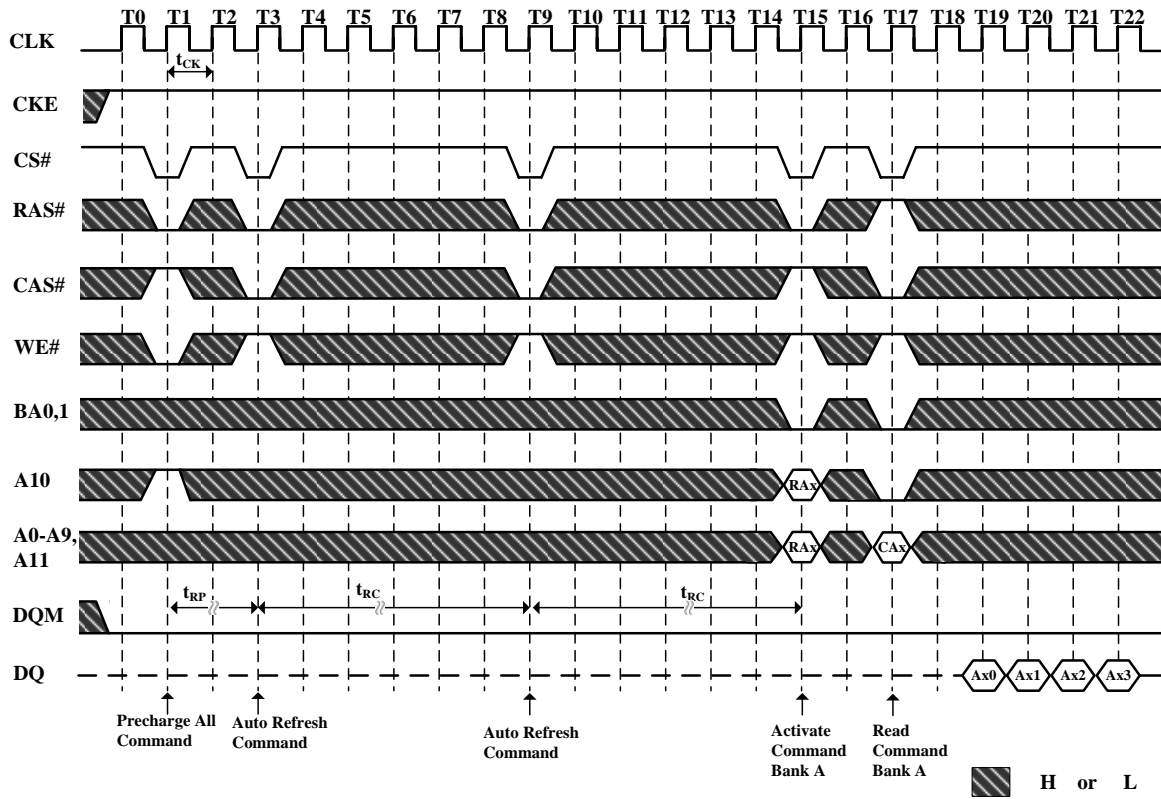 T0 T1 T2 T3 T4 T5 T6 T7 T8 T9 T10 T11 T12 T13 T14 T15 T16 T17 T18 T19 T20 T21 T22
CLK
tCK
CKE
CS#
RAS#
CAS#
WE#
BA0,1
A10
RAx
A0-A9,
A11
RAx CAx
tRP tRC tRC
DQM
DQ
Ax0 Ax1 Ax2 Ax3
Precharge All
Command
Auto Refresh
Command
Auto Refresh
Command
Activate
Command
Bank A
Read
Command
Bank A
H or L